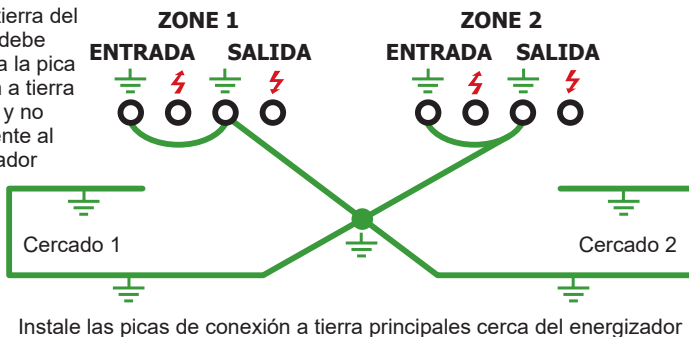 tierra del
debe
a la pica
a tierra
y no
ente al
ador
ZONE 1
ENTRADA SALIDA
ZONE 2
ENTRADA SALIDA
Cercado 1
Cercado 2
Instale las picas de conexión a tierra principales cerca del energizador